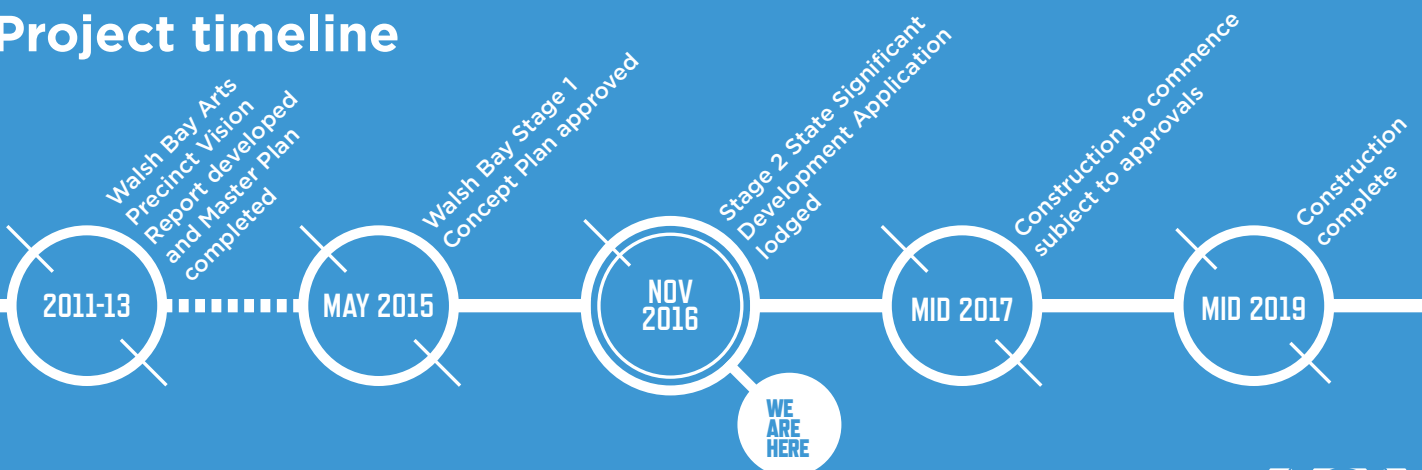 Project timeline
Walsh Bay Arts
Precinct Vision
Report developed
and Master Plan
completed
2011-13
Walsh Bay Stage 1
Concept Plan approved
MAY 2015
Stage 2 State Significant
Development Application
lodged
NOV
2016
WE
ARE
HERE
Construction to commence
subject to approvals
MID 2017
Construction
complete
MID 2019